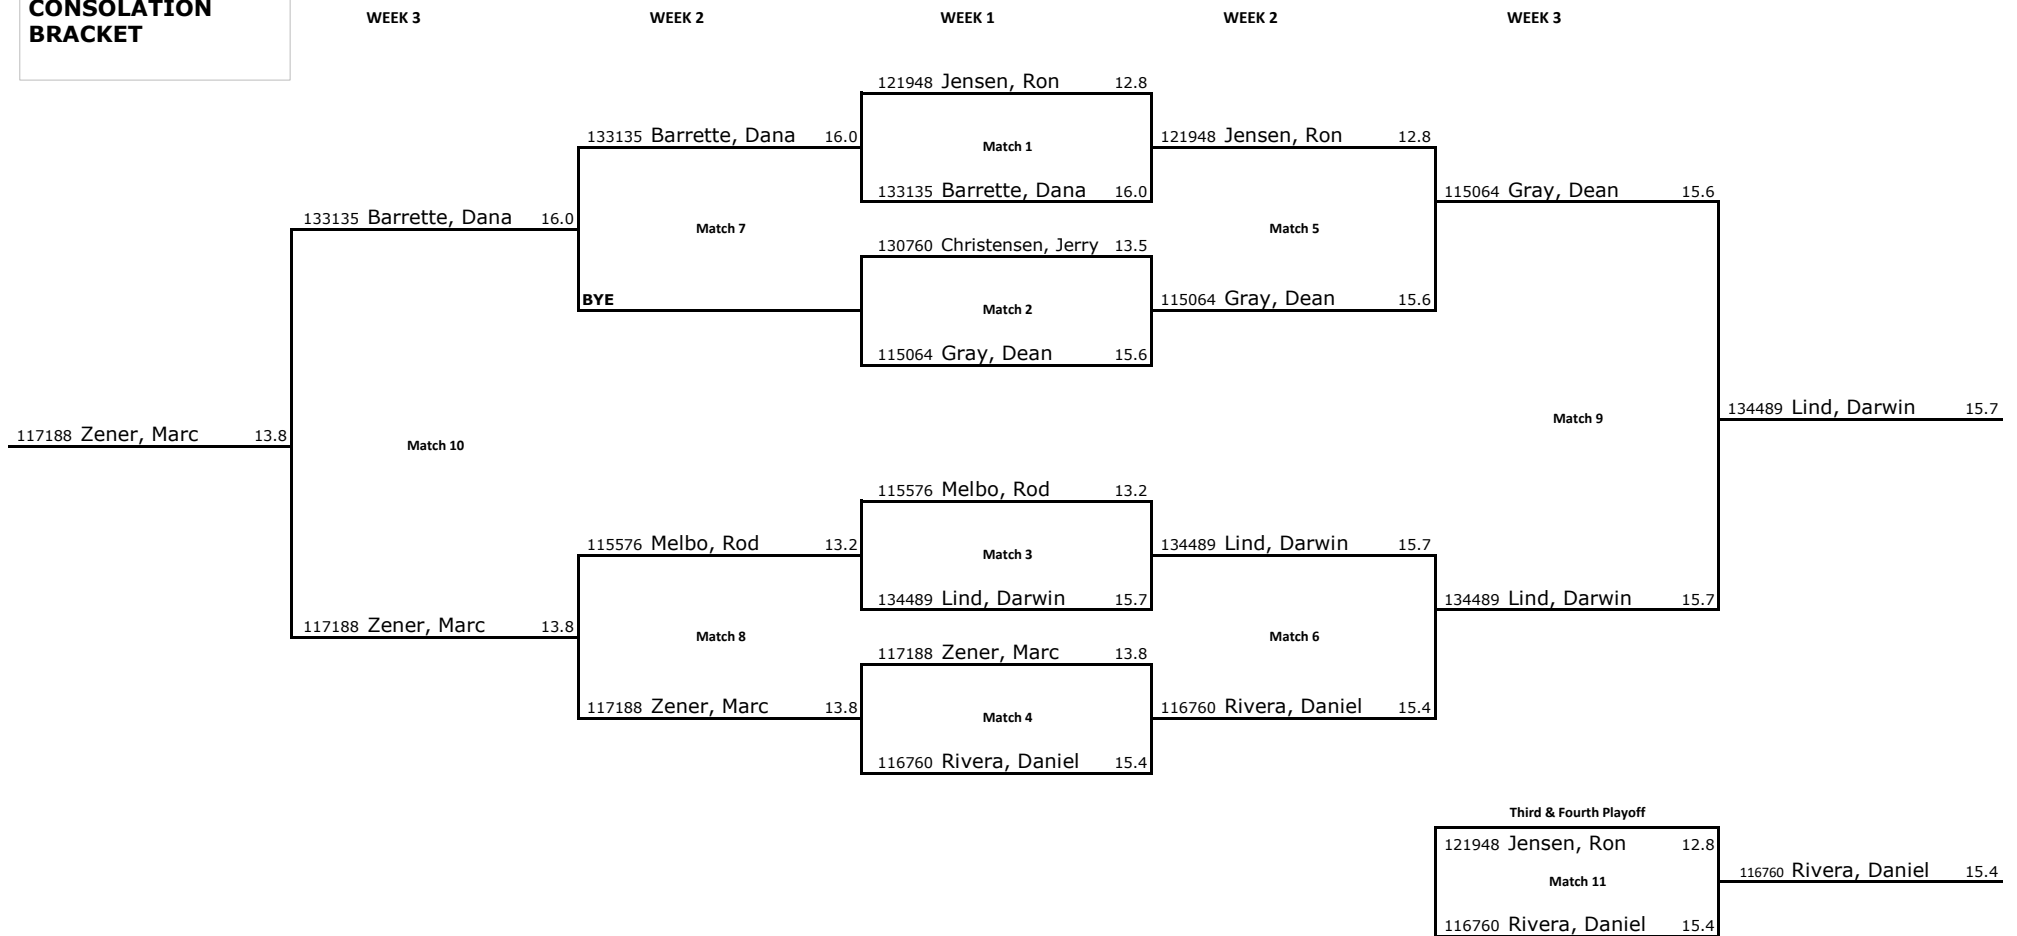 CONSOLATION
BRACKET
WEEK 3 WEEK 2 WEEK 1 WEEK 2 WEEK 3
121948 Jensen, Ron 12.8
133135 Barrette, Dana 16.0 121948 Jensen, Ron 12.8
Match 1
133135 Barrette, Dana 16.0 115064 Gray, Dean 15.6
133135 Barrette, Dana 16.0
Match 7 Match 5
130760 Christensen, Jerry 13.5
BYE 115064 Gray, Dean 15.6
Match 2
115064 Gray, Dean 15.6
134489 Lind, Darwin 15.7
Match 9
117188 Zener, Marc 13.8
Match 10
115576 Melbo, Rod 13.2
115576 Melbo, Rod 13.2 134489 Lind, Darwin 15.7
Match 3
134489 Lind, Darwin 15.7 134489 Lind, Darwin 15.7
117188 Zener, Marc 13.8
Match 8 Match 6
117188 Zener, Marc 13.8
117188 Zener, Marc 13.8 116760 Rivera, Daniel 15.4
Match 4
116760 Rivera, Daniel 15.4
Third & Fourth Playoff
121948 Jensen, Ron 12.8
116760 Rivera, Daniel 15.4
Match 11
116760 Rivera, Daniel 15.4